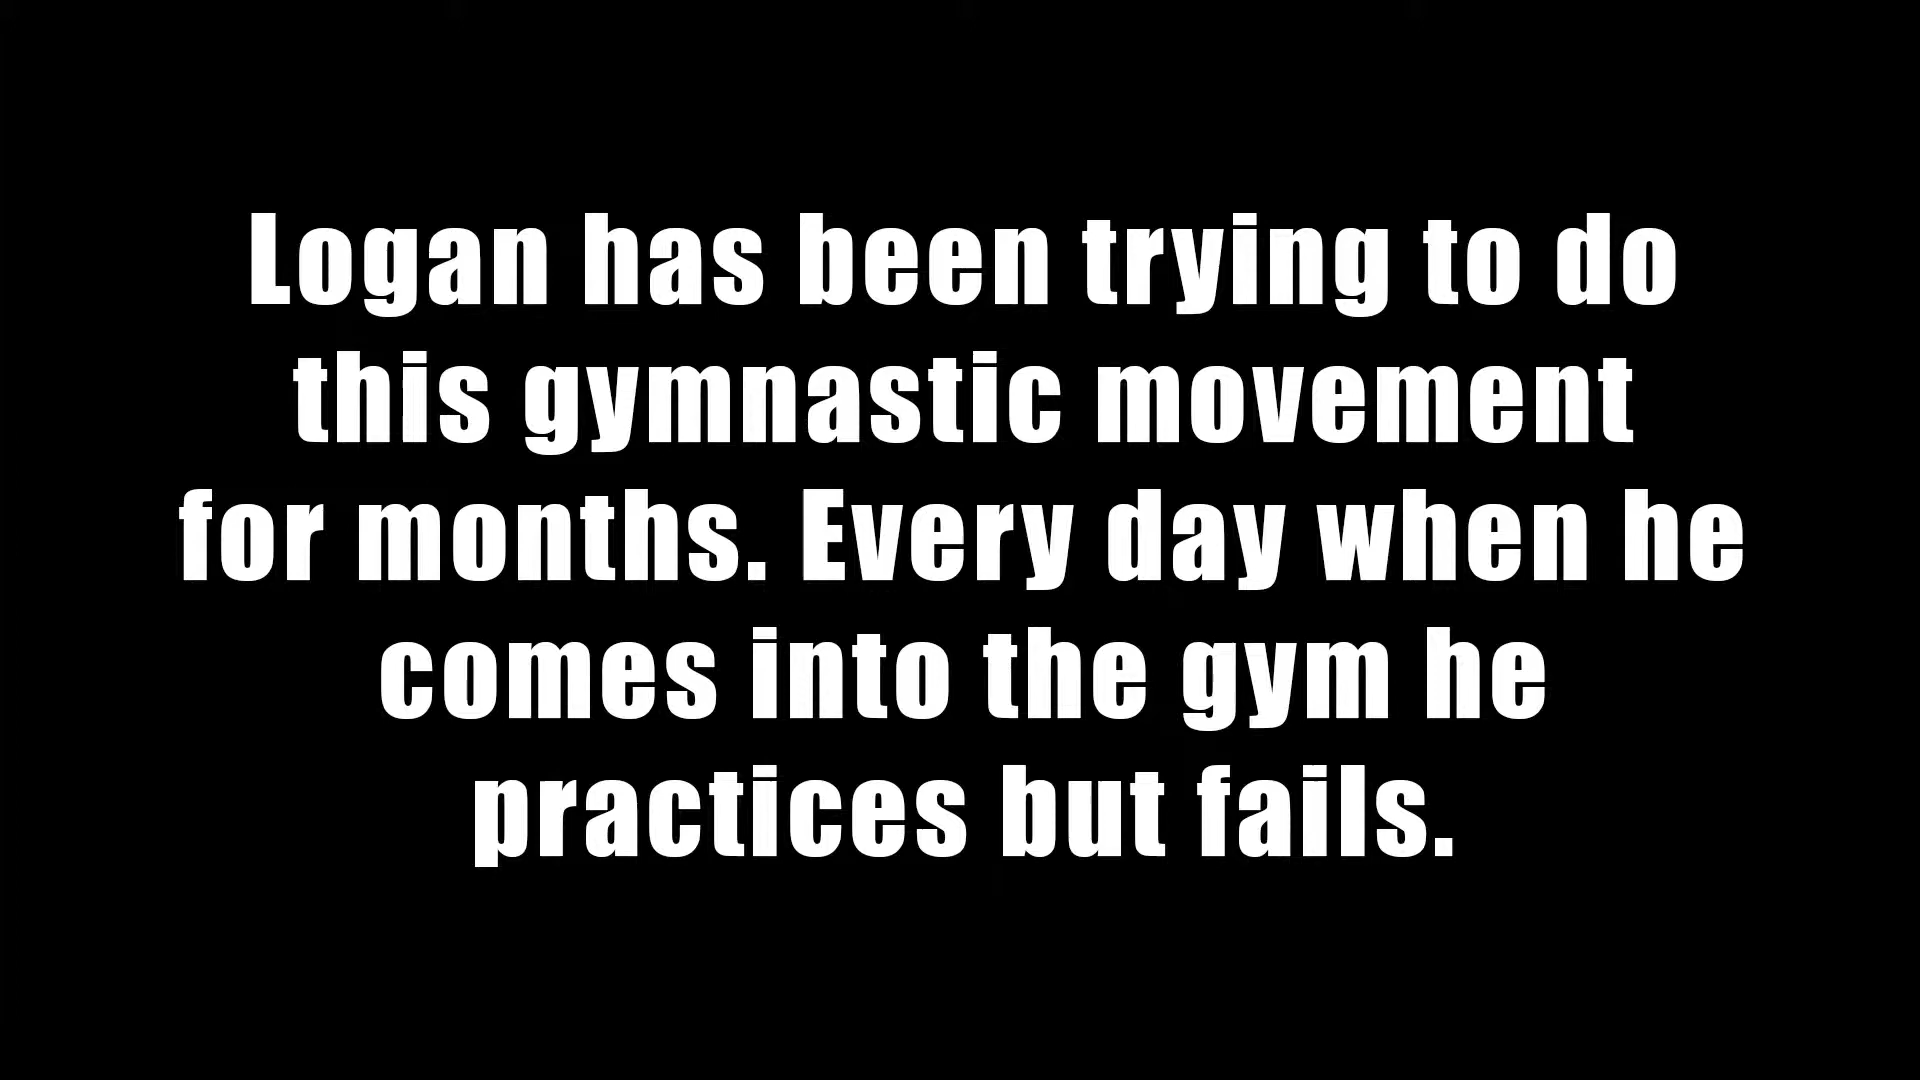 Logan has been trying to do
this gymnastic movement
for months. Every day when he
comes into the gym he
practices but fails.